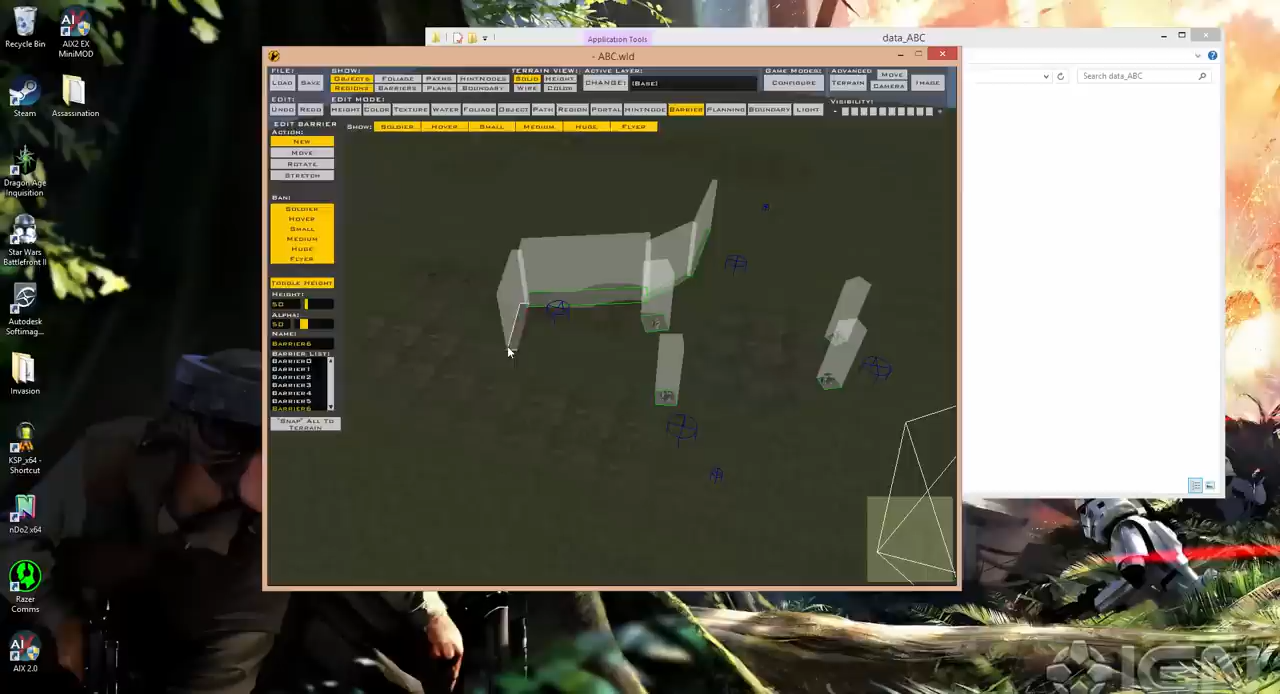 Recycle Bin
AIX2 EX
MiniMOD
Steam
Assassination
Dragon Age
Inquisition
Star Wars
Battlefront II
Autodesk
Softimag...
Invasion
KSP_x64 -
Shortcut
nDo2 x64
Razer
Comms
AIX 2.0
Application Tools
data_ABC
Search data_ABC
- ABC.wld
FILE:
LOAD SAVE
SHOW:
OBJECTS FOLIAGE PATHS HINTNODES
REGIONS BARRIERS PLANS BOUNDARY
TERRAIN VIEW:
SOLID HEIGHT
WIRE COLOR
ACTIVE LAYER:
CHANGE: [BASE]
GAME MODES:
CONFIGURE
ADVANCED
TERRAIN
MOVE
CAMERA
IMAGE
EDIT:
UNDO REDO
EDIT MODE:
HEIGHT COLOR TEXTURE WATER FOLIAGE OBJECT PATH REGION PORTAL HINTNODE BARRIER PLANNING BOUNDARY LIGHT
VISIBILITY:
- +
EDIT BARRIER
SHOW: SOLDIER HOVER SMALL MEDIUM HUGE FLYER
ACTION:
NEW
MOVE
ROTATE
STRETCH
BAN:
SOLDIER
HOVER
SMALL
MEDIUM
HUGE
FLYER
TOGGLE HEIGHT
HEIGHT:
50
ALPHA:
50
NAME:
BARRIER6
BARRIER LIST:
BARRIER0
BARRIER1
BARRIER2
BARRIER3
BARRIER4
BARRIER5
BARRIER6
"SNAP" ALL TO
TERRAIN
IGN